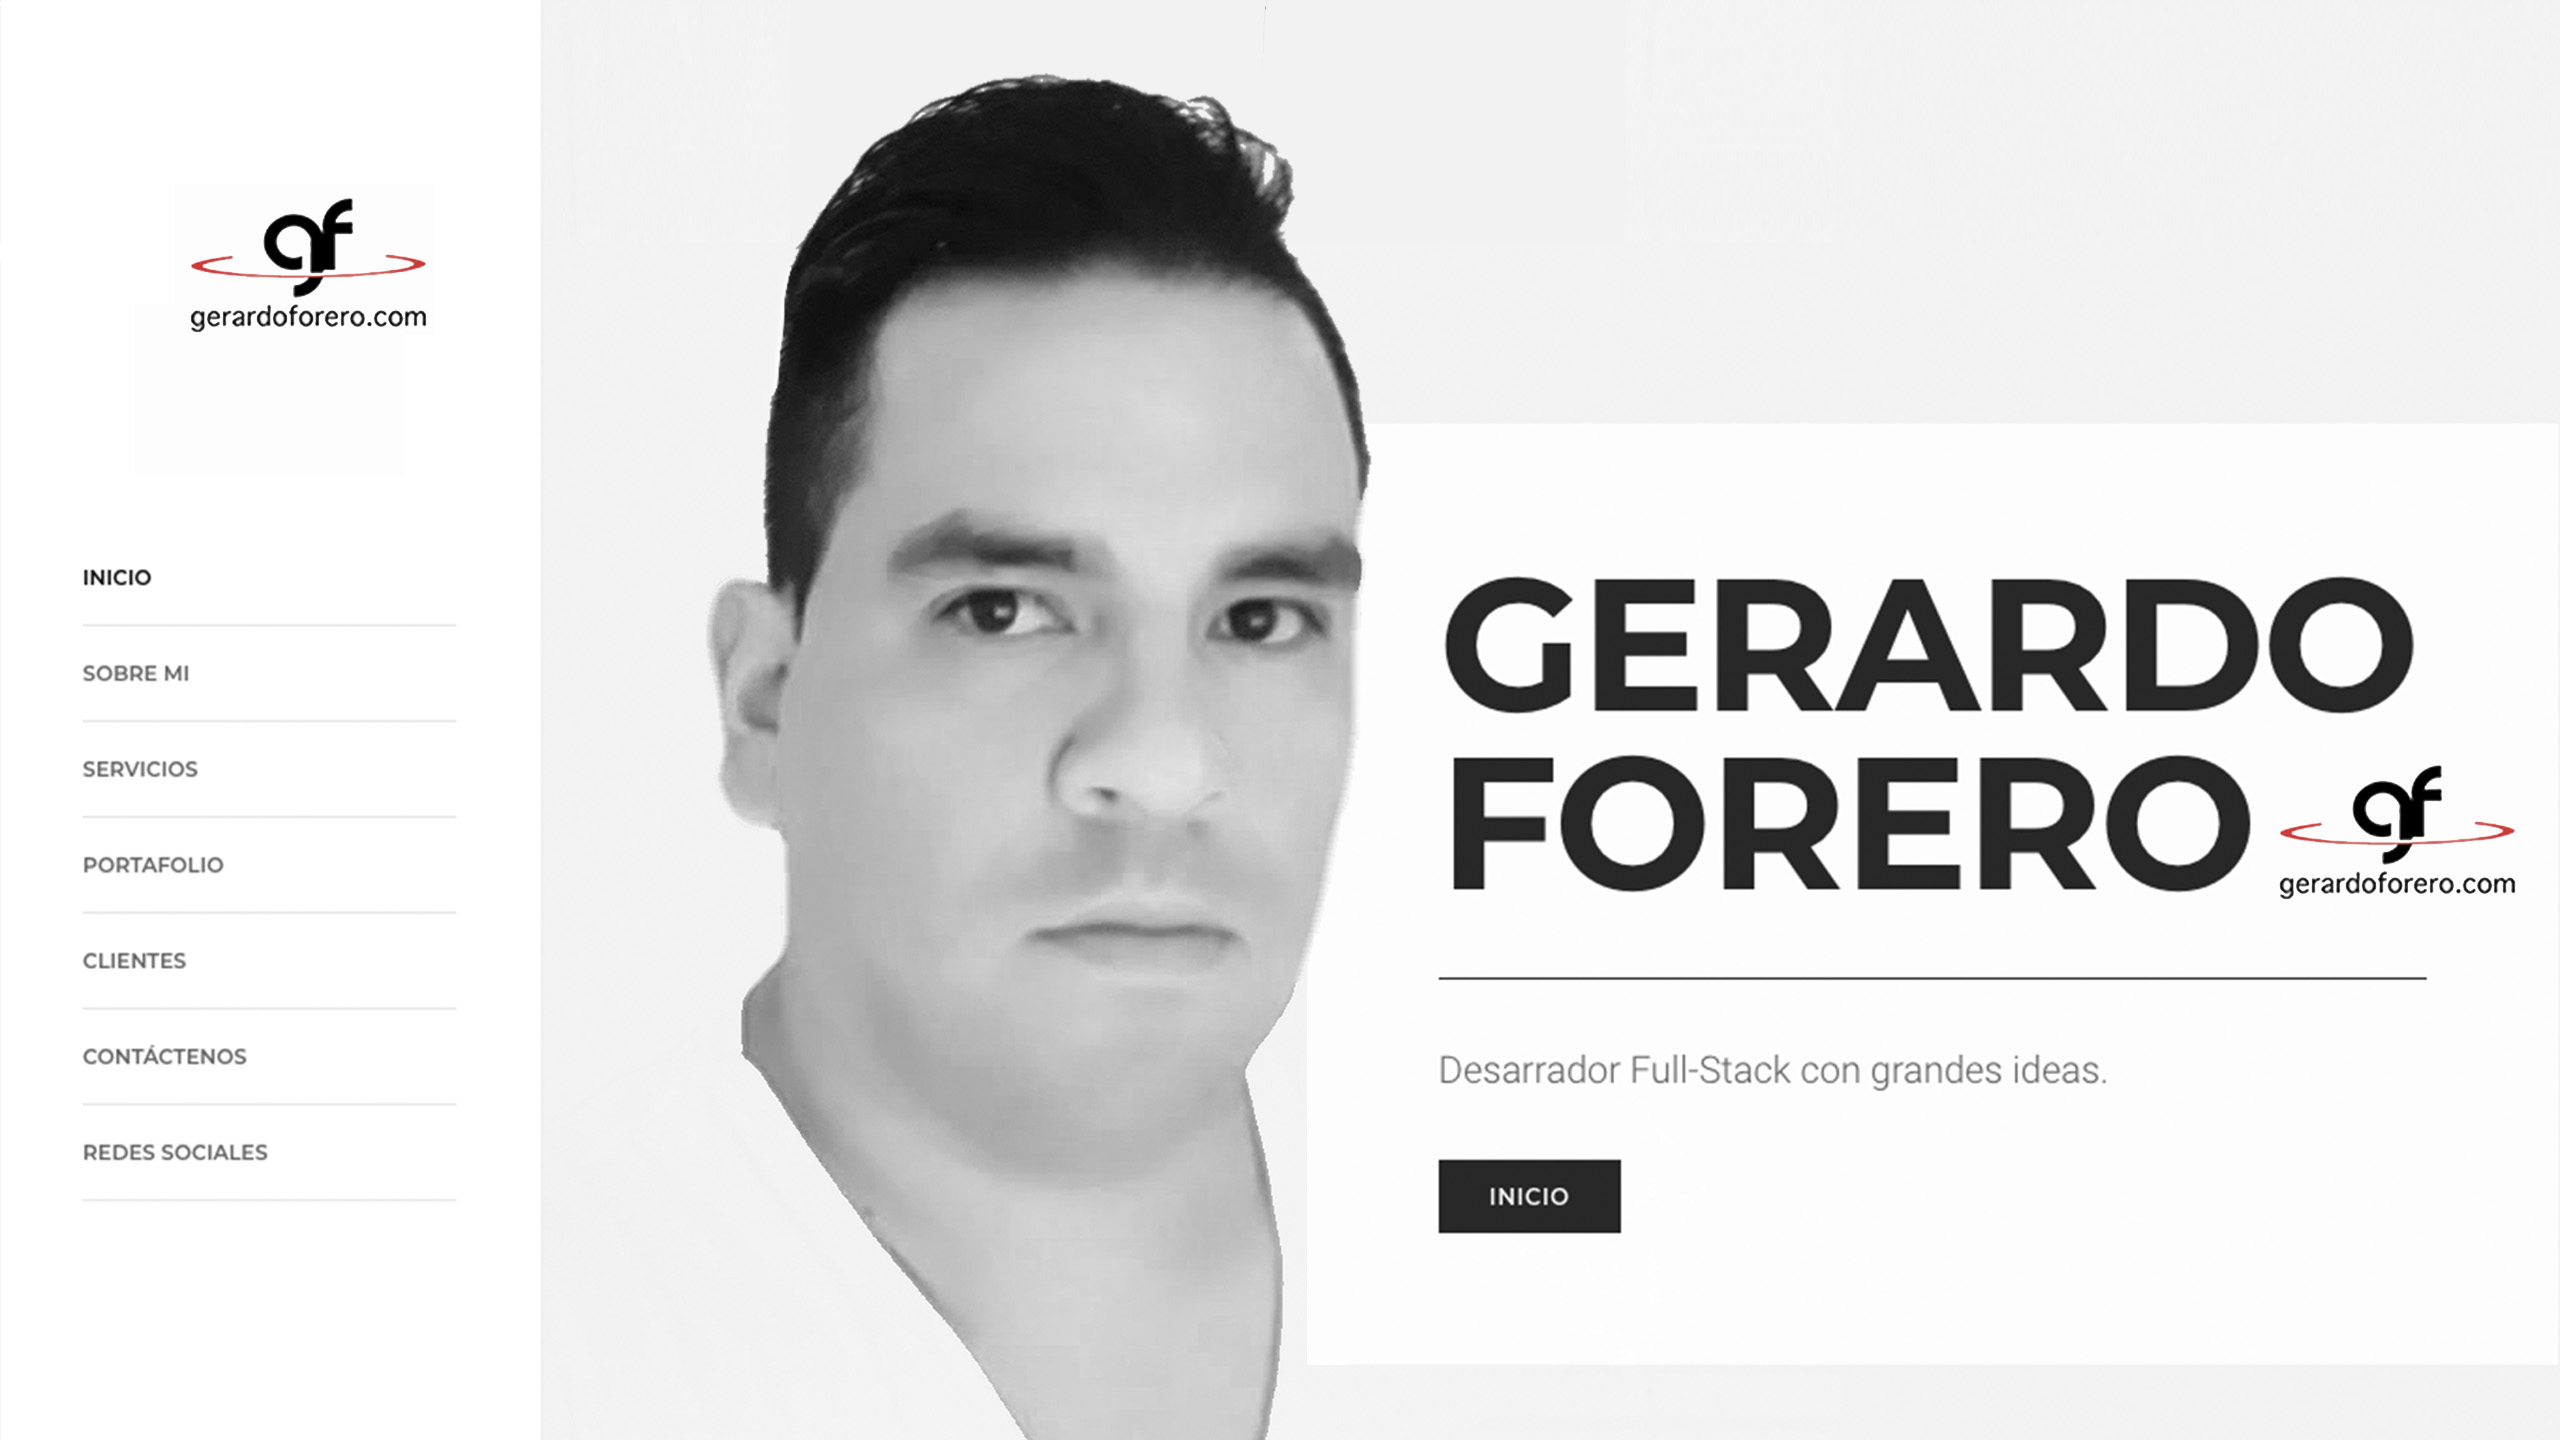 gf
gerardoforero.com
INICIO
SOBRE MI
SERVICIOS
PORTAFOLIO
CLIENTES
CONTÁCTENOS
REDES SOCIALES
GERARDO
FORERO
gf
gerardoforero.com
Desarrador Full-Stack con grandes ideas.
INICIO